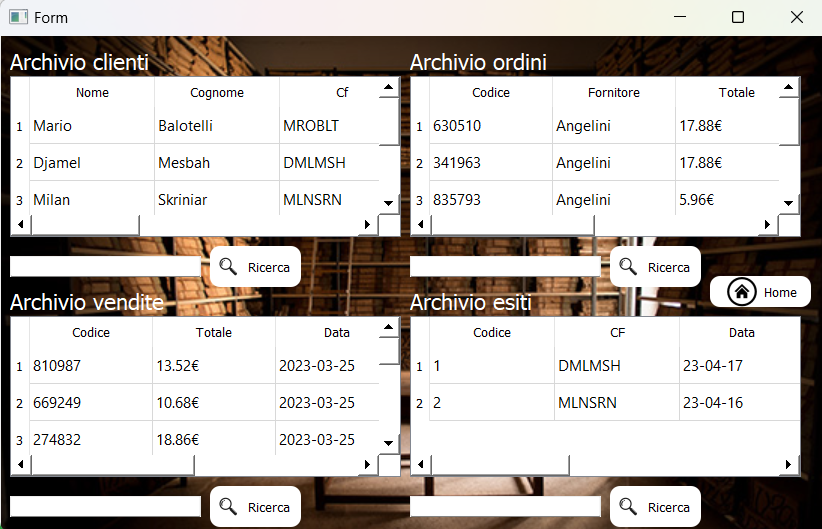 Form
Archivio clienti
Nome Cognome Cf
1 Mario Balotelli MROBLT
2 Djamel Mesbah DMLMSH
3 Milan Skriniar MLNSRN
Ricerca
Archivio ordini
Codice Fornitore Totale
1 630510 Angelini 17.88€
2 341963 Angelini 17.88€
3 835793 Angelini 5.96€
Ricerca
Home
Archivio vendite
Codice Totale Data
1 810987 13.52€ 2023-03-25
2 669249 10.68€ 2023-03-25
3 274832 18.86€ 2023-03-25
Ricerca
Archivio esiti
Codice CF Data
1 1 DMLMSH 23-04-17
2 2 MLNSRN 23-04-16
Ricerca